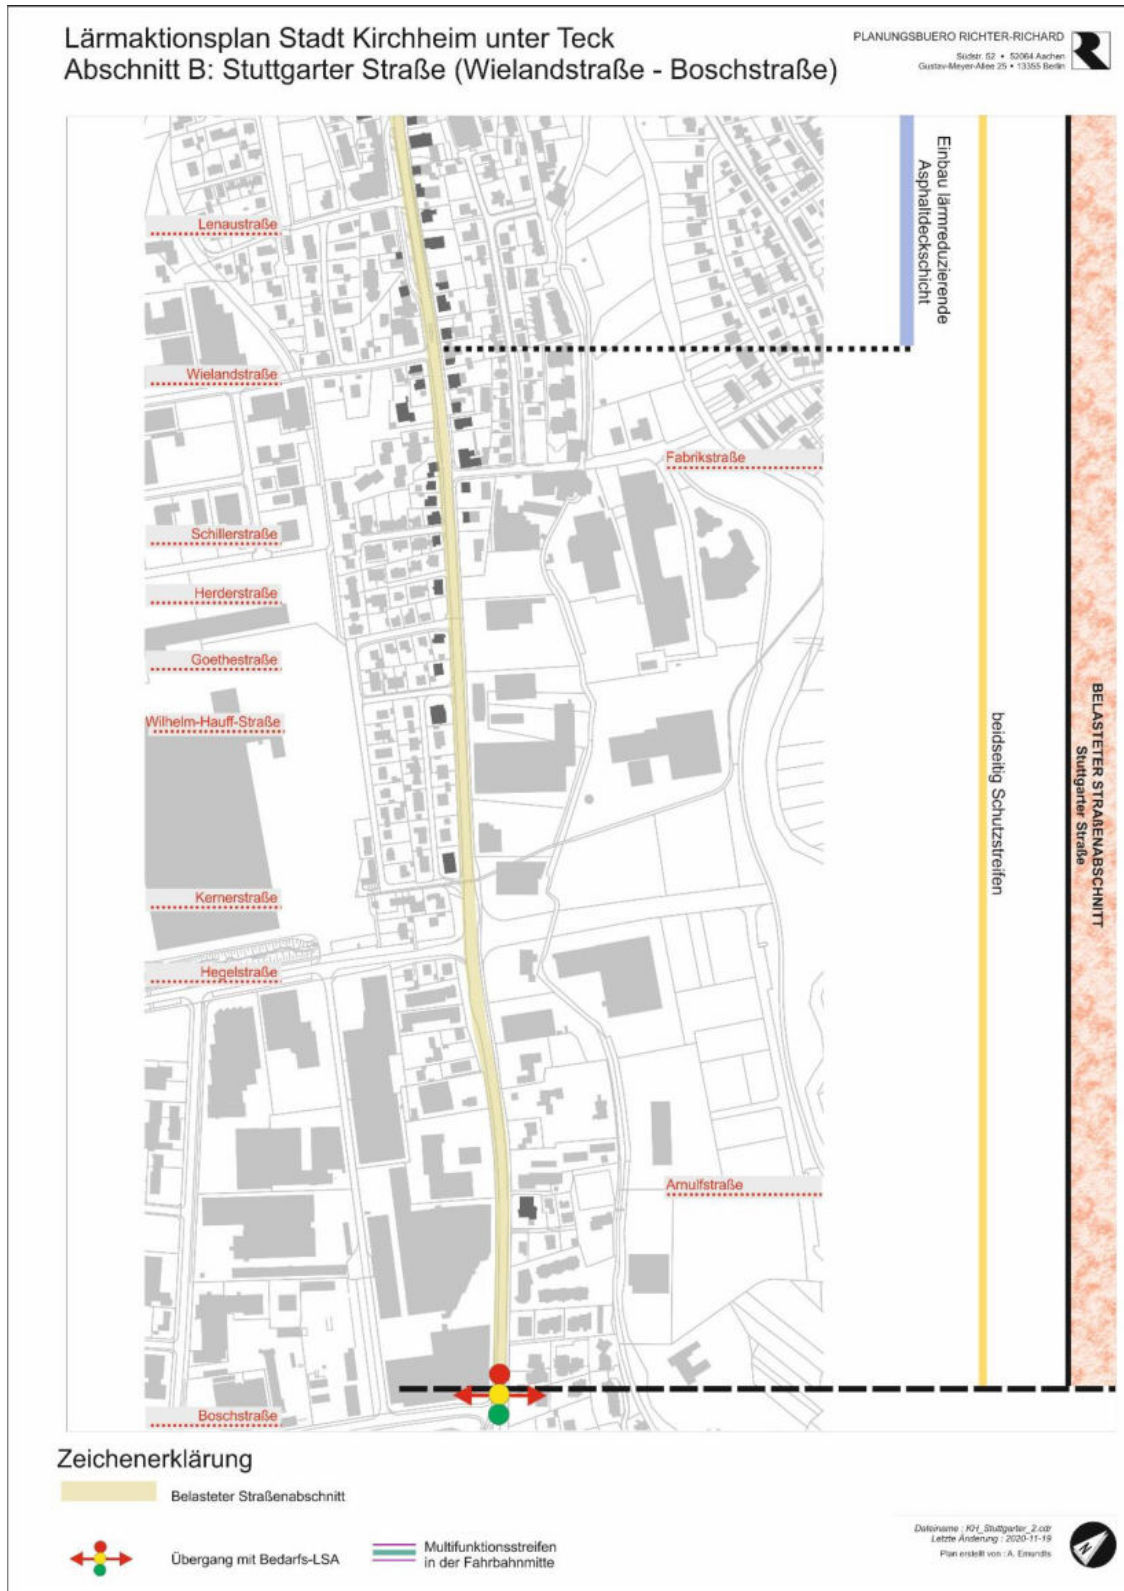 Lärmaktionsplan Stadt Kirchheim unter Teck
Abschnitt B: Stuttgarter Straße (Wielandstraße - Boschstraße)
PLANUNGSBUERO RICHTER-RICHARD
Südstr. 52 • 52064 Aachen
Gustav-Meyer-Allee 25 • 13355 Berlin
Einbau lärmreduzierende
Asphaltdeckschicht
Lenaustraße
Wielandstraße
Fabrikstraße
Schillerstraße
Herderstraße
Goethestraße
Wilhelm-Hauff-Straße
beidseitig Schutzstreifen
BELASTETER STRAßENABSCHNITT
Stuttgarter Straße
Kernerstraße
Hegelstraße
Arnulfstraße
Boschstraße
Zeichenerklärung
Belasteter Straßenabschnitt
Übergang mit Bedarfs-LSA
Multifunktionsstreifen
in der Fahrbahnmitte
Dateiname : KH_Stuttgarter_2.cdr
Letzte Änderung : 2020-11-19
Plan erstellt von : A. Emundts
N